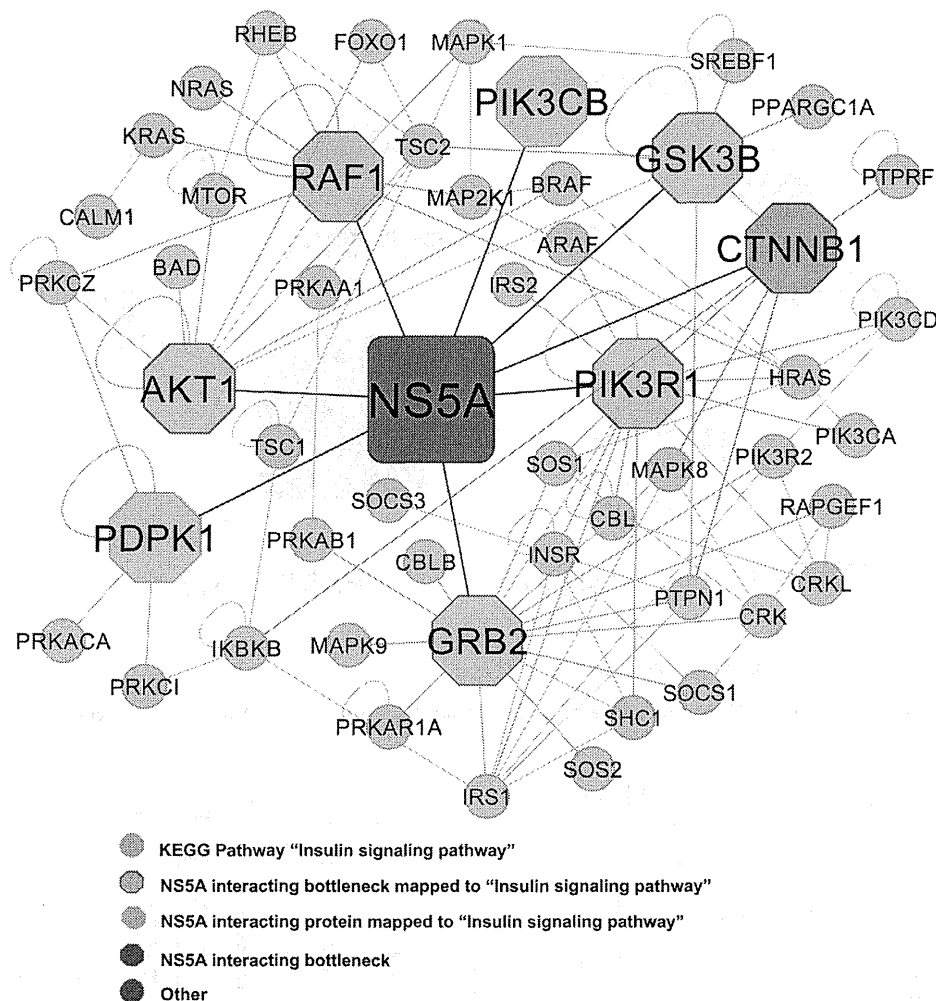 RHEB
FOXO1
MAPK1
SREBF1
NRAS
PIK3CB
PPARGC1A
KRAS
TSC2
GSK3B
RAF1
BRAF
PTPRF
MTOR
MAP2K1
CALM1
CTNNB1
ARAF
BAD
PRKCZ
PRKAA1
IRS2
PIK3CD
AKT1
NS5A
PIK3R1
HRAS
TSC1
PIK3CA
SOS1
MAPK8
PIK3R2
SOCS3
RAPGEF1
CBL
PDPK1
PRKAB1
INSR
CBLB
CRKL
PTPN1
CRK
PRKACA
IKBKB
MAPK9
GRB2
PRKCI
SOCS1
PRKAR1A
SHC1
SOS2
IRS1
KEGG Pathway “Insulin signaling pathway”
NS5A interacting bottleneck mapped to “Insulin signaling pathway”
NS5A interacting protein mapped to “Insulin signaling pathway”
NS5A interacting bottleneck
Other